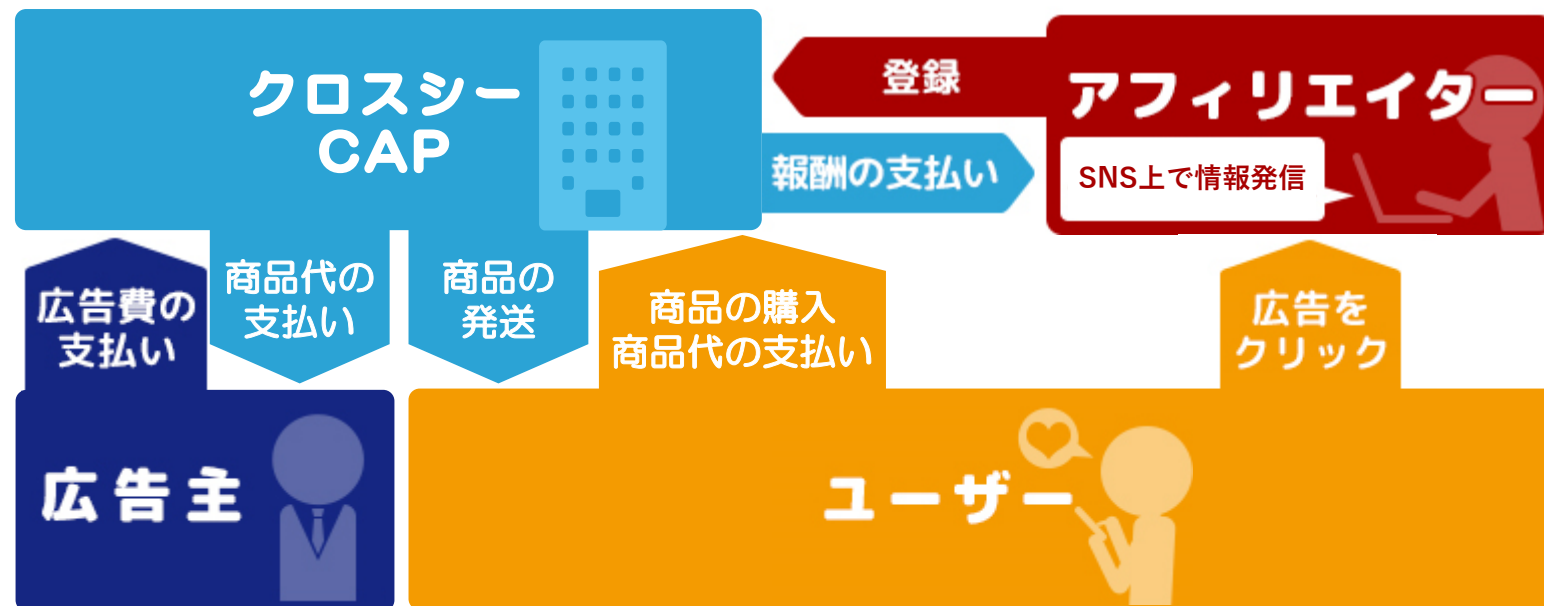 クロスシー
CAP
登録
報酬の支払い
アフィリエイター
SNS上で情報発信
広告費の
支払い
商品代の
支払い
商品の
発送
商品の購入
商品代の支払い
広告を
クリック
広告主
ユーザー